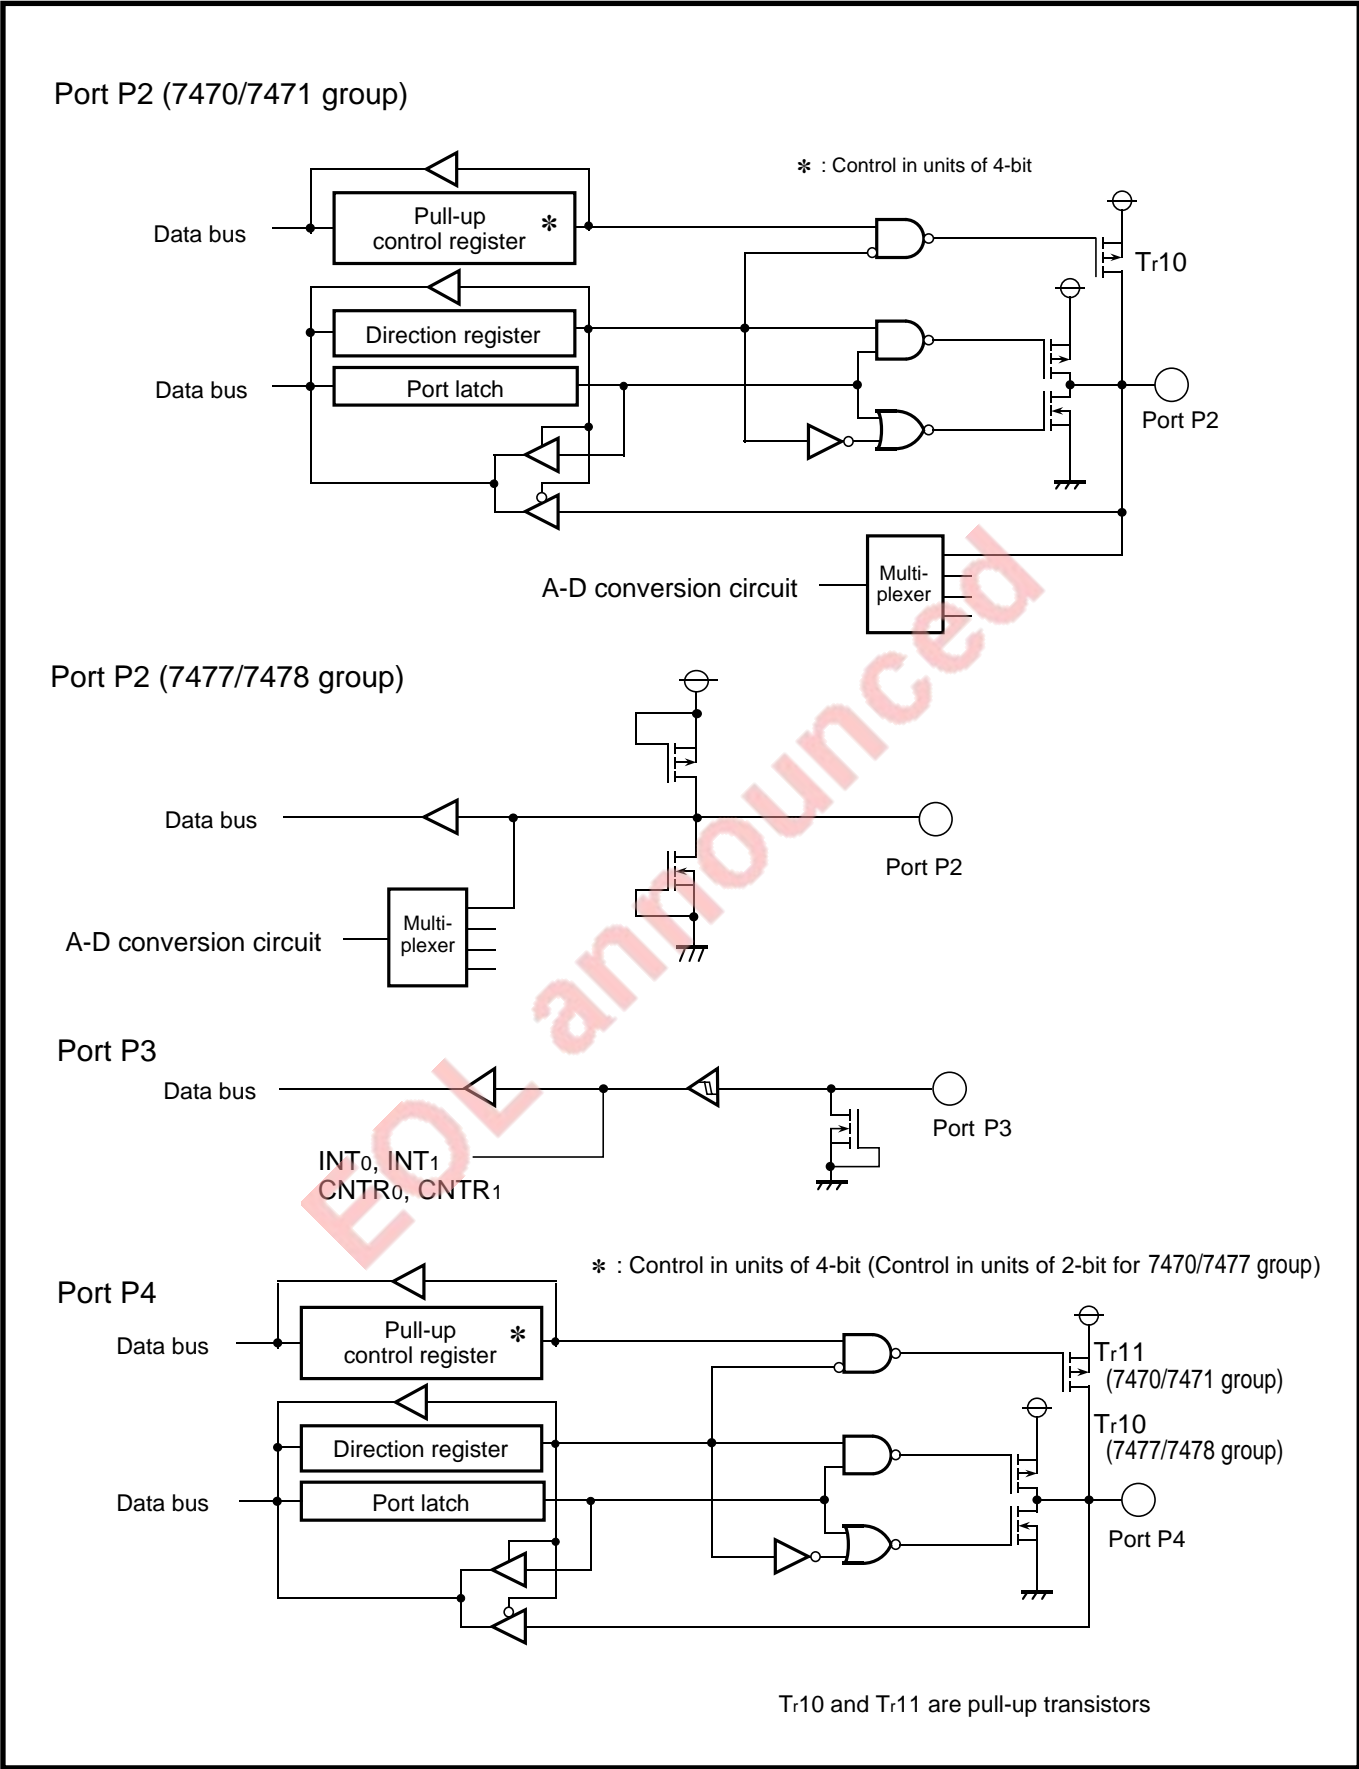 Port P2 (7470/7471 group)
✻ : Control in units of 4-bit
Data bus
Pull-up
control register ✻
Tr10
Direction register
Data bus
Port latch
Port P2
A-D conversion circuit
Multi-
plexer
Port P2 (7477/7478 group)
Data bus
Port P2
A-D conversion circuit
Multi-
plexer
Port P3
Data bus
Port P3
INT0, INT1
CNTR0, CNTR1
EOL announced
✻ : Control in units of 4-bit (Control in units of 2-bit for 7470/7477 group)
Port P4
Data bus
Pull-up
control register ✻
Tr11
(7470/7471 group)
Tr10
(7477/7478 group)
Direction register
Data bus
Port latch
Port P4
Tr10 and Tr11 are pull-up transistors